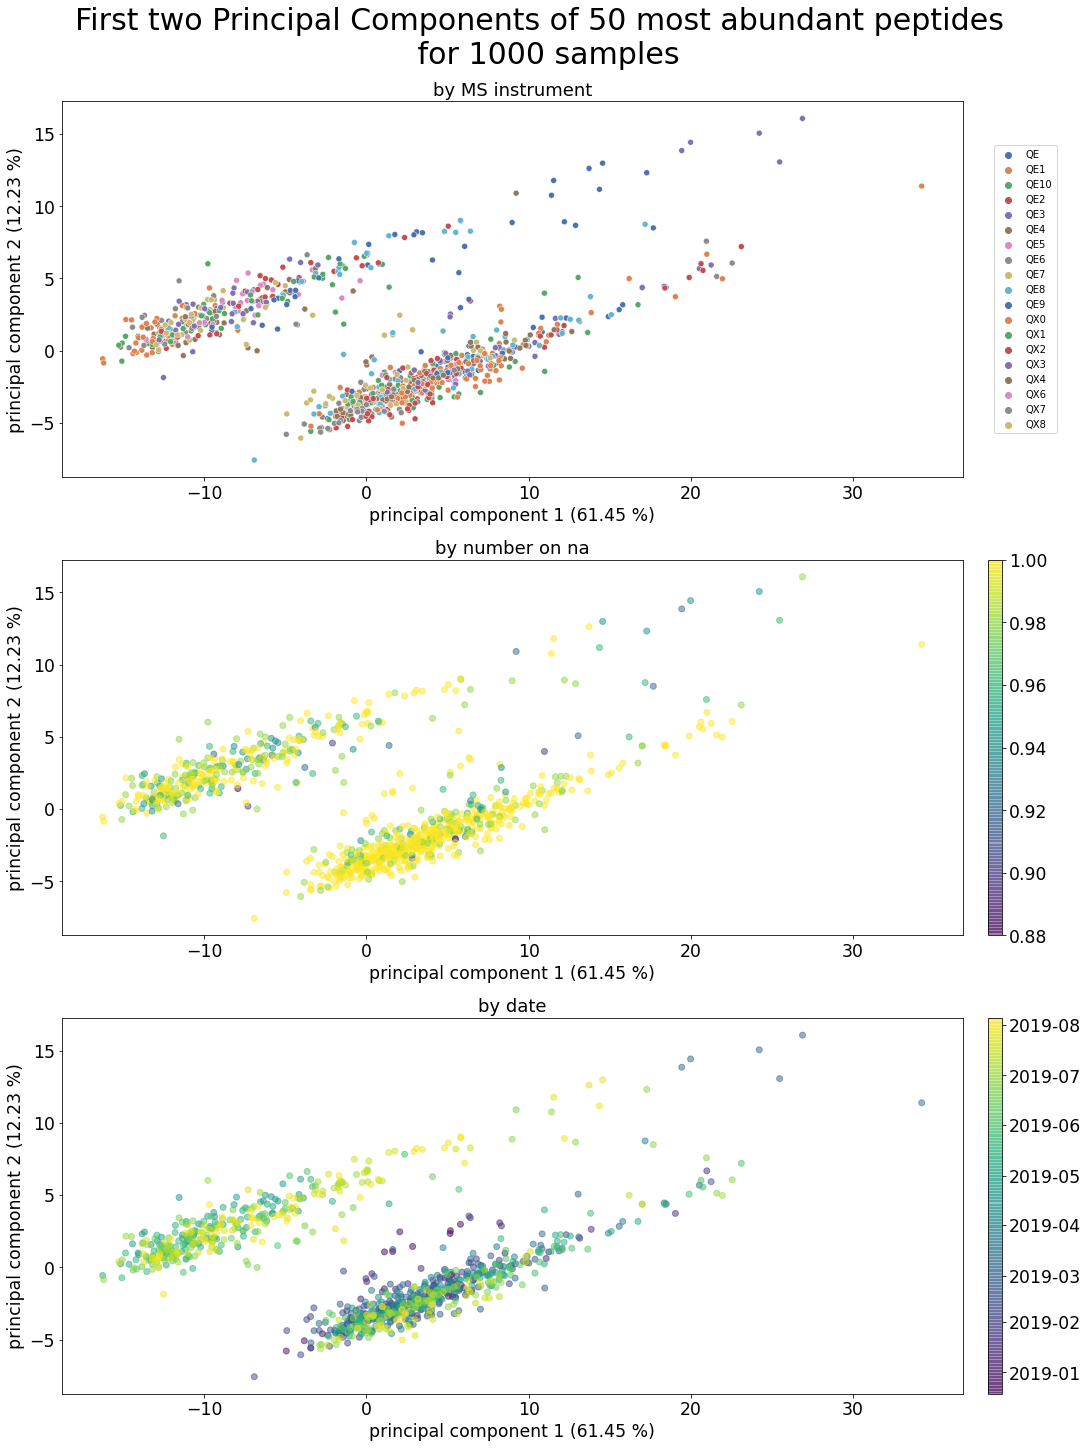 First two Principal Components of 50 most abundant peptides
for 1000 samples
by MS instrument
principal component 2 (12.23 %)
15
10
5
0
−5
−10
0
10
20
30
principal component 1 (61.45 %)
QE
QE1
QE10
QE2
QE3
QE4
QE5
QE6
QE7
QE8
QE9
QX0
QX1
QX2
QX3
QX4
QX6
QX7
QX8
by number on na
principal component 2 (12.23 %)
15
10
5
0
−5
−10
0
10
20
30
principal component 1 (61.45 %)
1.00
0.98
0.96
0.94
0.92
0.90
0.88
by date
principal component 2 (12.23 %)
15
10
5
0
−5
−10
0
10
20
30
principal component 1 (61.45 %)
2019-08
2019-07
2019-06
2019-05
2019-04
2019-03
2019-02
2019-01